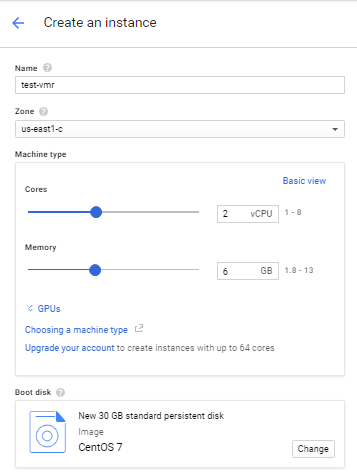 Create an instance
Name ?
test-vmr
Zone ?
us-east1-c
Machine type
Basic view
Cores
2 vCPU 1 - 8
Memory
6 GB 1.8 - 13
GPUs
Choosing a machine type
Upgrade your account to create instances with up to 64 cores
Boot disk ?
New 30 GB standard persistent disk
Image
CentOS 7
Change